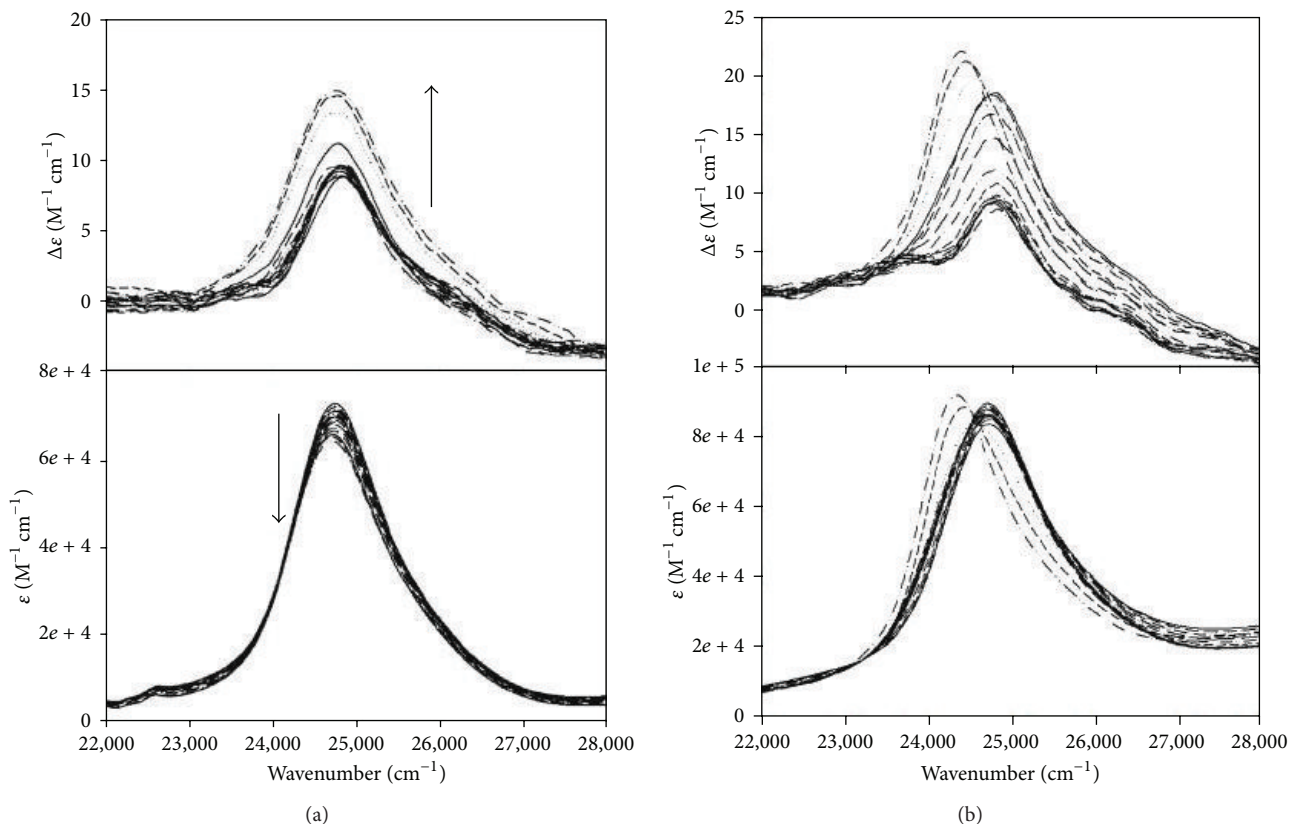 20
15
10
5
0
Δε (M⁻¹ cm⁻¹)
8e + 4
6e + 4
4e + 4
2e + 4
0
ε (M⁻¹ cm⁻¹)
22,000 23,000 24,000 25,000 26,000 27,000 28,000
Wavenumber (cm⁻¹)
(a)
25
20
15
10
5
0
Δε (M⁻¹ cm⁻¹)
1e + 5
8e + 4
6e + 4
4e + 4
2e + 4
0
ε (M⁻¹ cm⁻¹)
22,000 23,000 24,000 25,000 26,000 27,000 28,000
Wavenumber (cm⁻¹)
(b)